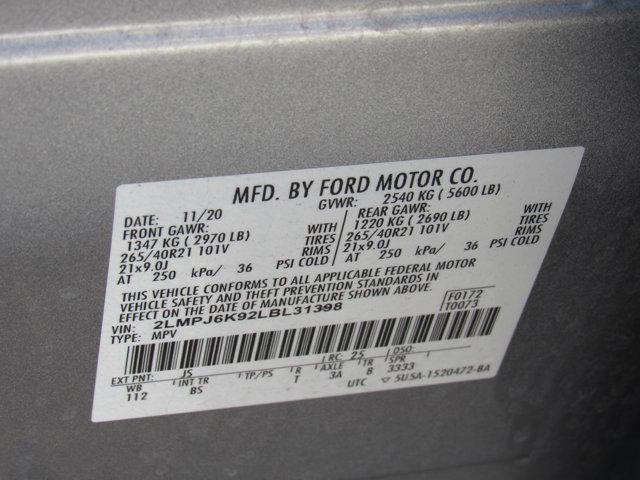 MFD. BY FORD MOTOR CO.
DATE: 11/20 GVWR: 2540 KG ( 5600 LB)
FRONT GAWR: REAR GAWR:
1347 KG ( 2970 LB) WITH 1220 KG ( 2690 LB) WITH
265/40R21 101V TIRES 265/40R21 101V TIRES
21x9.0J RIMS 21x9.0J RIMS
AT 250 kPa/ 36 PSI COLD AT 250 kPa/ 36 PSI COLD
THIS VEHICLE CONFORMS TO ALL APPLICABLE FEDERAL MOTOR
VEHICLE SAFETY AND THEFT PREVENTION STANDARDS IN
EFFECT ON THE DATE OF MANUFACTURE SHOWN ABOVE.
VIN: 2LMPJ6K92LBL31398 F0172
TYPE: MPV T0073
EXT PNT: JS RC: 25 DSO:
WB INT TR TP/PS R AXLE TR SPR
112 BS T 3A B 3333
UTC ▽ 5USA-1520472-BA